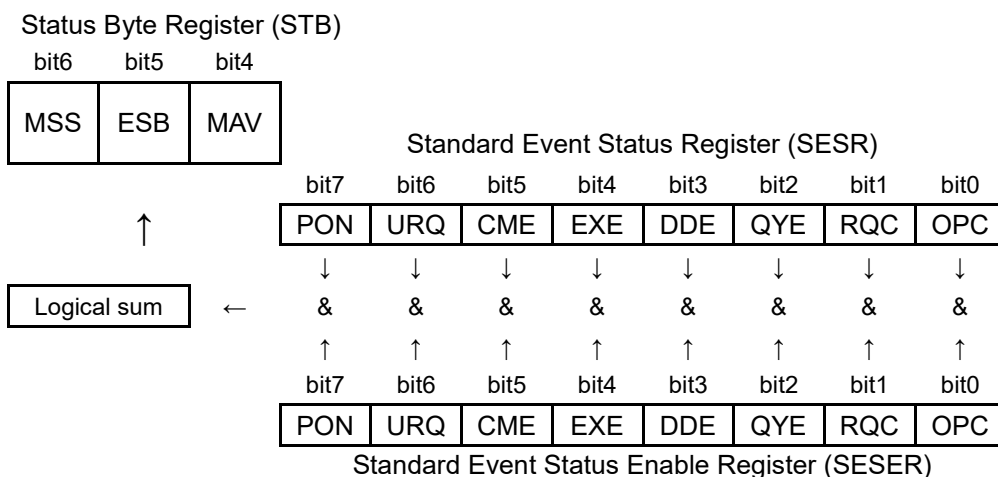 Status Byte Register (STB)
bit6 bit5 bit4
MSS ESB MAV
Standard Event Status Register (SESR)
bit7 bit6 bit5 bit4 bit3 bit2 bit1 bit0
PON URQ CME EXE DDE QYE RQC OPC
↑ ↓ ↓ ↓ ↓ ↓ ↓ ↓ ↓
Logical sum ← & & & & & & & &
↑ ↑ ↑ ↑ ↑ ↑ ↑ ↑
bit7 bit6 bit5 bit4 bit3 bit2 bit1 bit0
PON URQ CME EXE DDE QYE RQC OPC
Standard Event Status Enable Register (SESER)